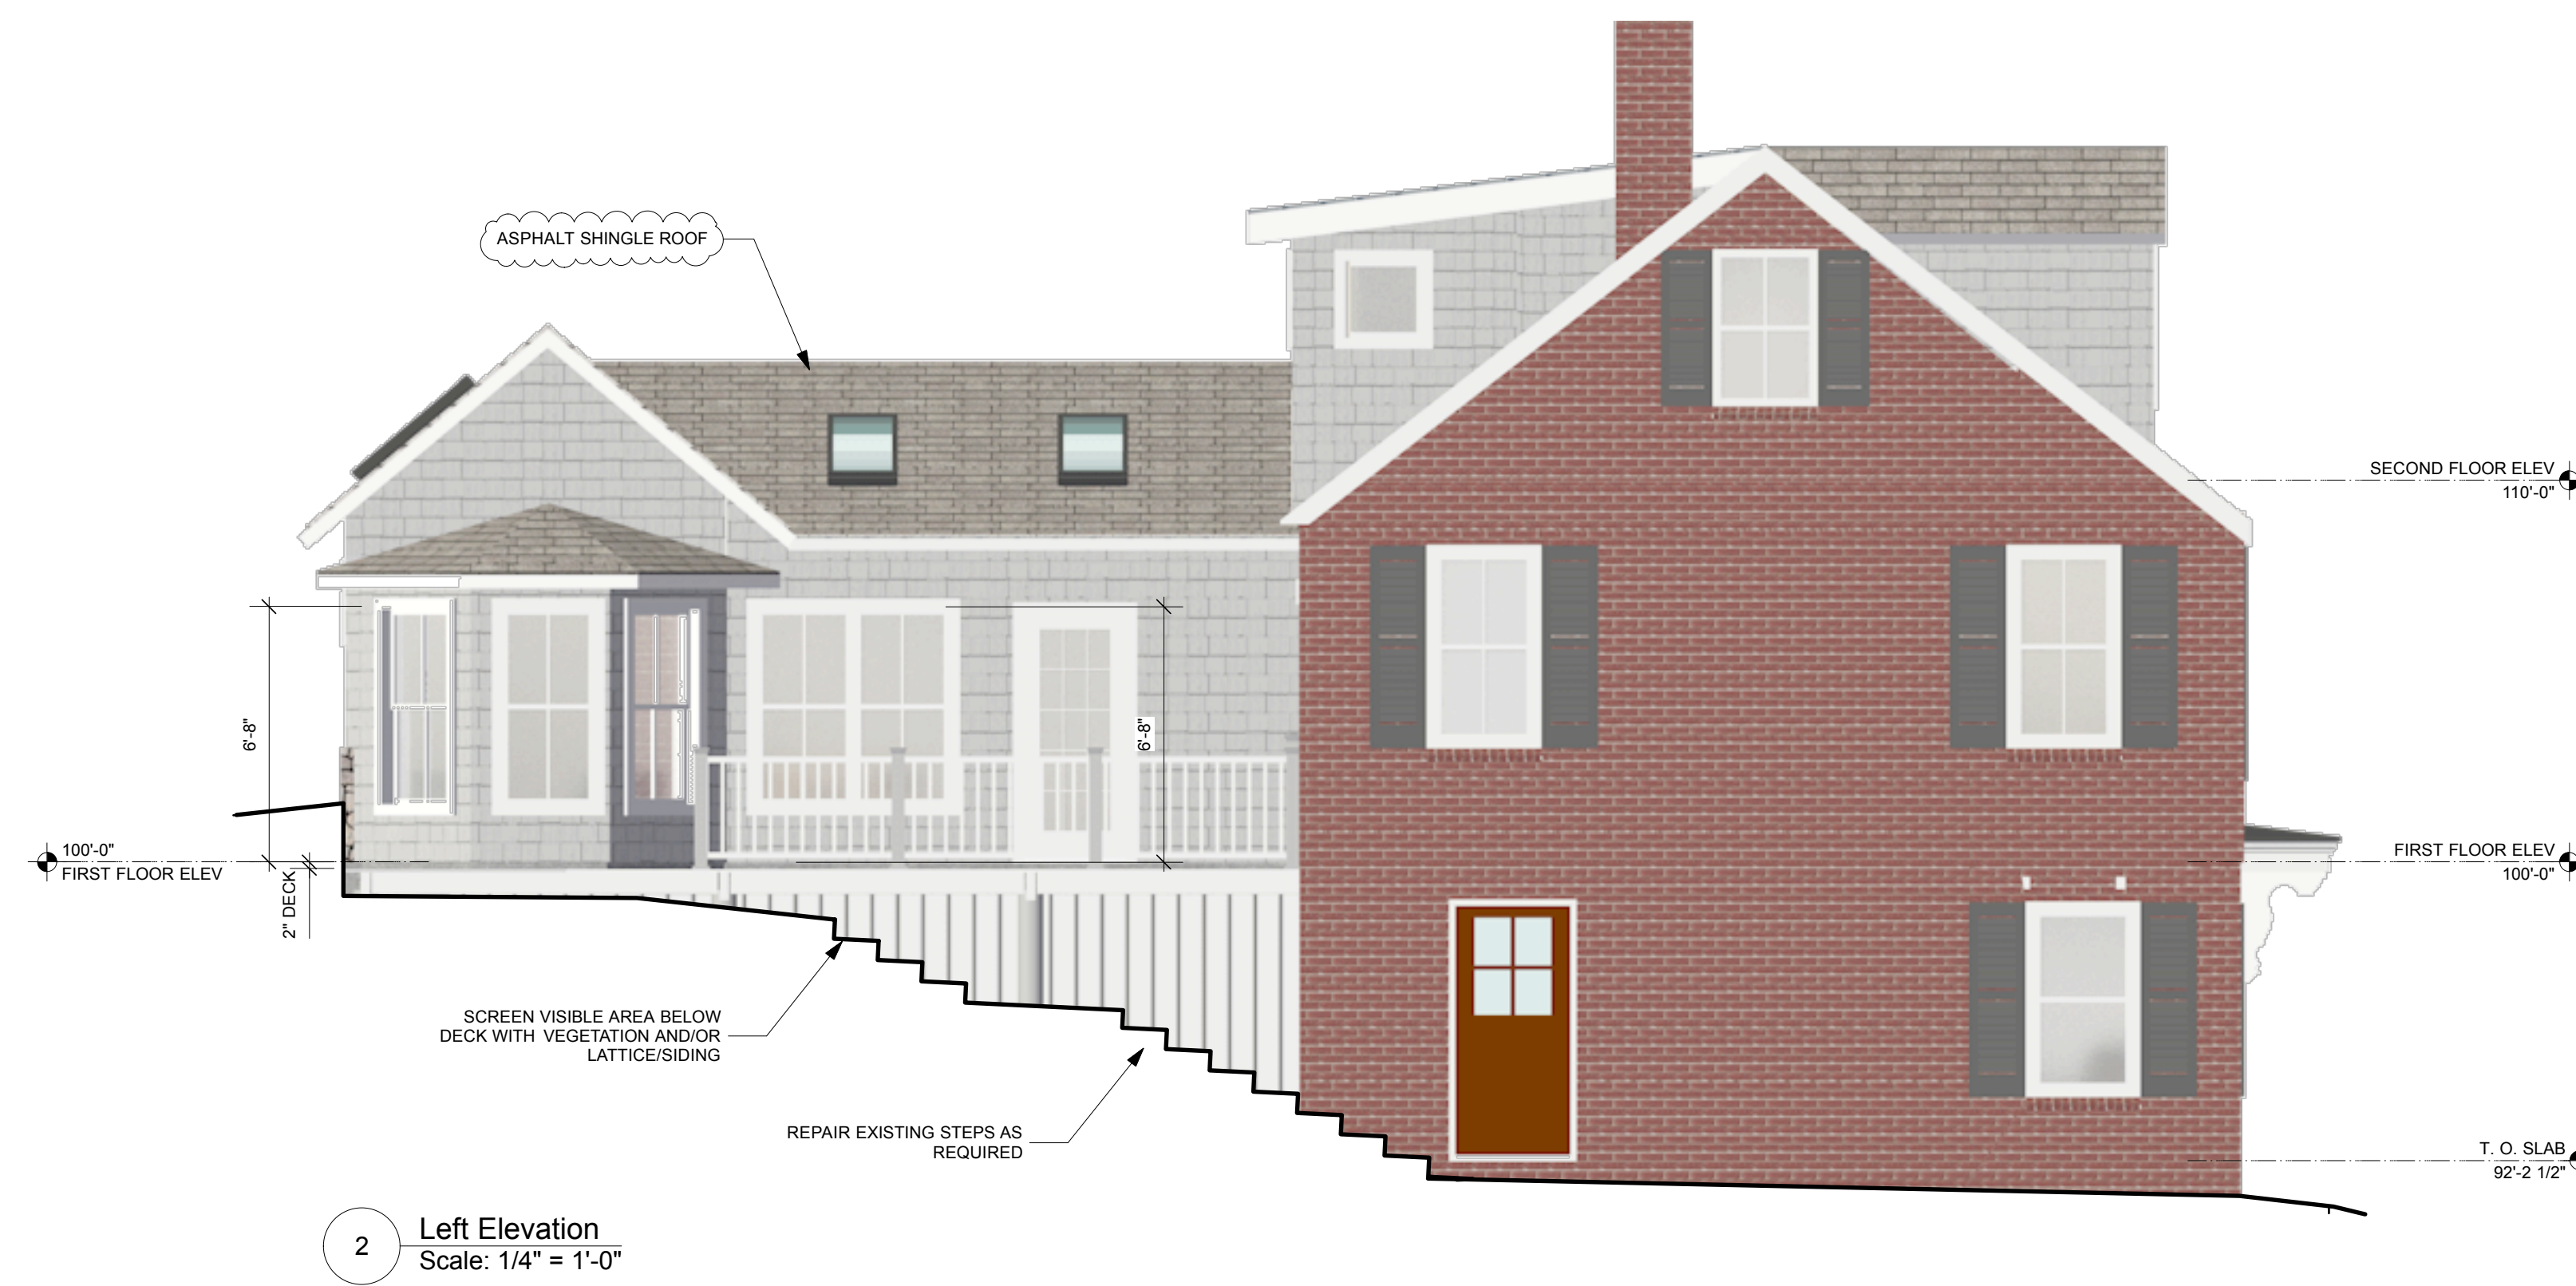 ASPHALT SHINGLE ROOF
SECOND FLOOR ELEV
110'-0"
6'-8"
6'-8"
100'-0"
FIRST FLOOR ELEV
2" DECK
FIRST FLOOR ELEV
100'-0"
SCREEN VISIBLE AREA BELOW
DECK WITH VEGETATION AND/OR
LATTICE/SIDING
REPAIR EXISTING STEPS AS
REQUIRED
T. O. SLAB
92'-2 1/2"
2
Left Elevation
Scale: 1/4" = 1'-0"